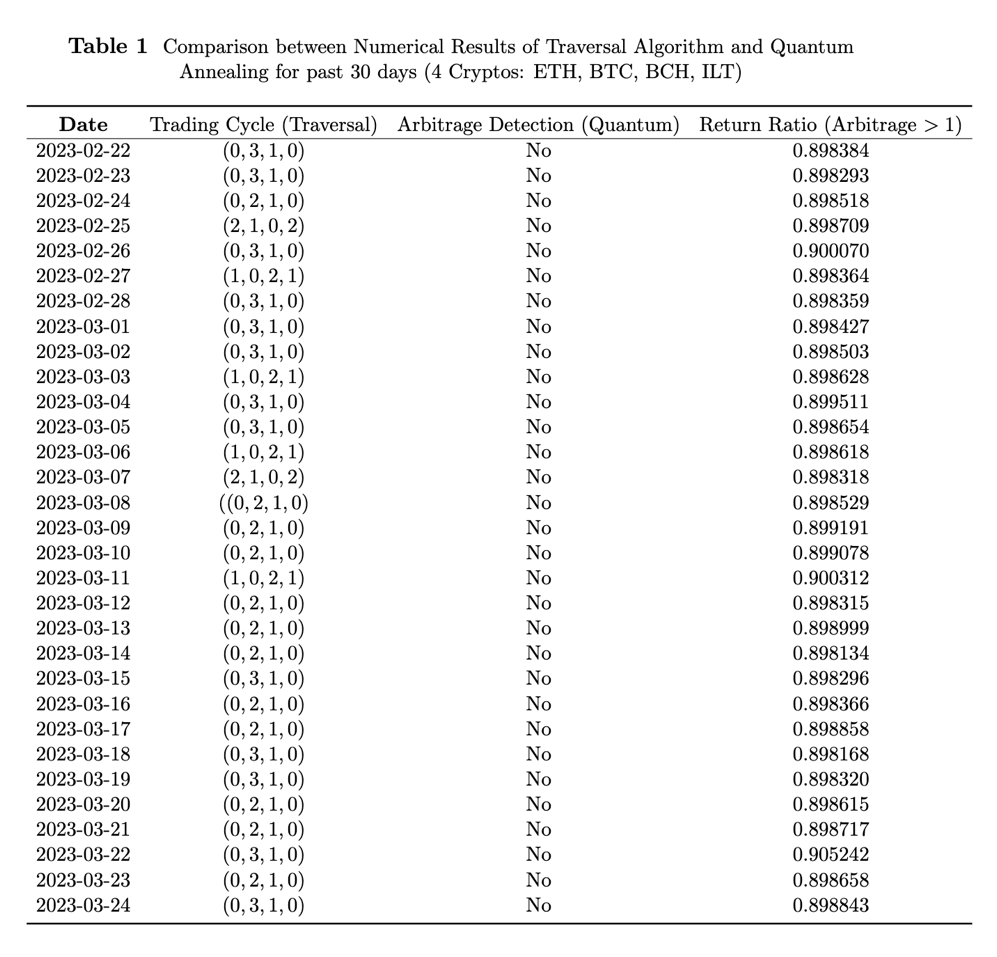 Table 1 Comparison between Numerical Results of Traversal Algorithm and Quantum
Annealing for past 30 days (4 Cryptos: ETH, BTC, BCH, ILT)
Date Trading Cycle (Traversal) Arbitrage Detection (Quantum) Return Ratio (Arbitrage > 1)
2023-02-22 (0, 3, 1, 0) No 0.898384
2023-02-23 (0, 3, 1, 0) No 0.898293
2023-02-24 (0, 2, 1, 0) No 0.898518
2023-02-25 (2, 1, 0, 2) No 0.898709
2023-02-26 (0, 3, 1, 0) No 0.900070
2023-02-27 (1, 0, 2, 1) No 0.898364
2023-02-28 (0, 3, 1, 0) No 0.898359
2023-03-01 (0, 3, 1, 0) No 0.898427
2023-03-02 (0, 3, 1, 0) No 0.898503
2023-03-03 (1, 0, 2, 1) No 0.898628
2023-03-04 (0, 3, 1, 0) No 0.899511
2023-03-05 (0, 3, 1, 0) No 0.898654
2023-03-06 (1, 0, 2, 1) No 0.898618
2023-03-07 (2, 1, 0, 2) No 0.898318
2023-03-08 ((0, 2, 1, 0) No 0.898529
2023-03-09 (0, 2, 1, 0) No 0.899191
2023-03-10 (0, 2, 1, 0) No 0.899078
2023-03-11 (1, 0, 2, 1) No 0.900312
2023-03-12 (0, 2, 1, 0) No 0.898315
2023-03-13 (0, 2, 1, 0) No 0.898999
2023-03-14 (0, 2, 1, 0) No 0.898134
2023-03-15 (0, 3, 1, 0) No 0.898296
2023-03-16 (0, 2, 1, 0) No 0.898366
2023-03-17 (0, 2, 1, 0) No 0.898858
2023-03-18 (0, 3, 1, 0) No 0.898168
2023-03-19 (0, 3, 1, 0) No 0.898320
2023-03-20 (0, 2, 1, 0) No 0.898615
2023-03-21 (0, 2, 1, 0) No 0.898717
2023-03-22 (0, 3, 1, 0) No 0.905242
2023-03-23 (0, 2, 1, 0) No 0.898658
2023-03-24 (0, 3, 1, 0) No 0.898843